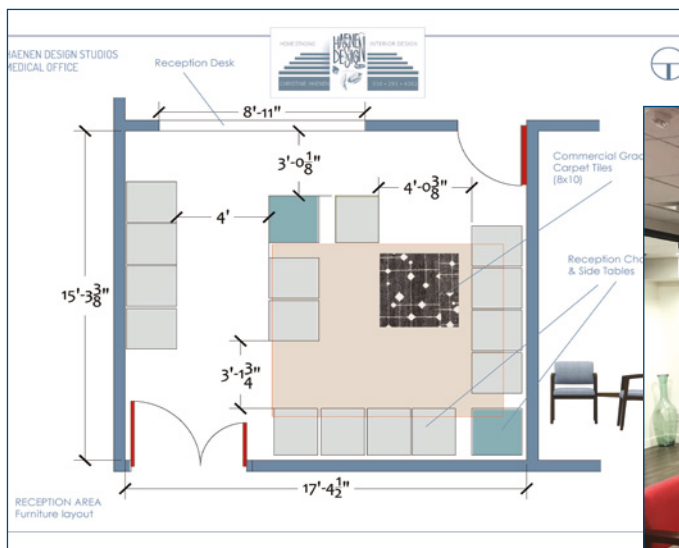 HAENEN DESIGN STUDIOS
MEDICAL OFFICE
HOMESTAGING
HAENEN DESIGN
INTERIOR DESIGN
Reception Desk
8'-11"
3'-0 1/8"
4'-0 3/8"
Commercial Grad
Carpet Tiles
(8x10)
4'
Reception Cha
& Side Tables
15'-3 3/8"
3'-1 3/4"
17'-4 1/2"
RECEPTION AREA
Furniture layout